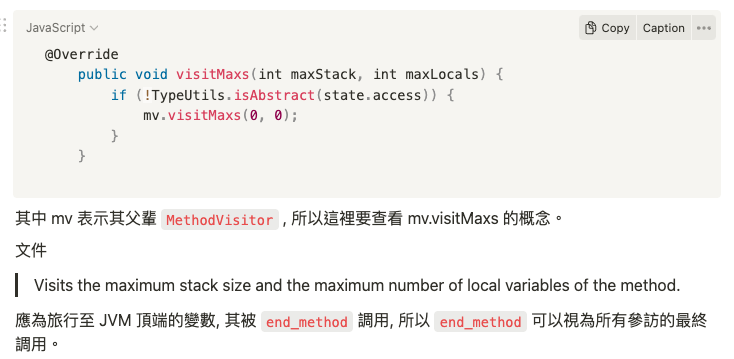 JavaScript
Copy Caption
@Override
public void visitMaxs(int maxStack, int maxLocals) {
if (!TypeUtils.isAbstract(state.access)) {
mv.visitMaxs(0, 0);
}
}
其中 mv 表示其父輩 MethodVisitor , 所以這裡要查看 mv.visitMaxs 的概念。
文件
Visits the maximum stack size and the maximum number of local variables of the method.
應為旅行至 JVM 頂端的變數, 其被 end_method 調用, 所以 end_method 可以視為所有參訪的最終
調用。